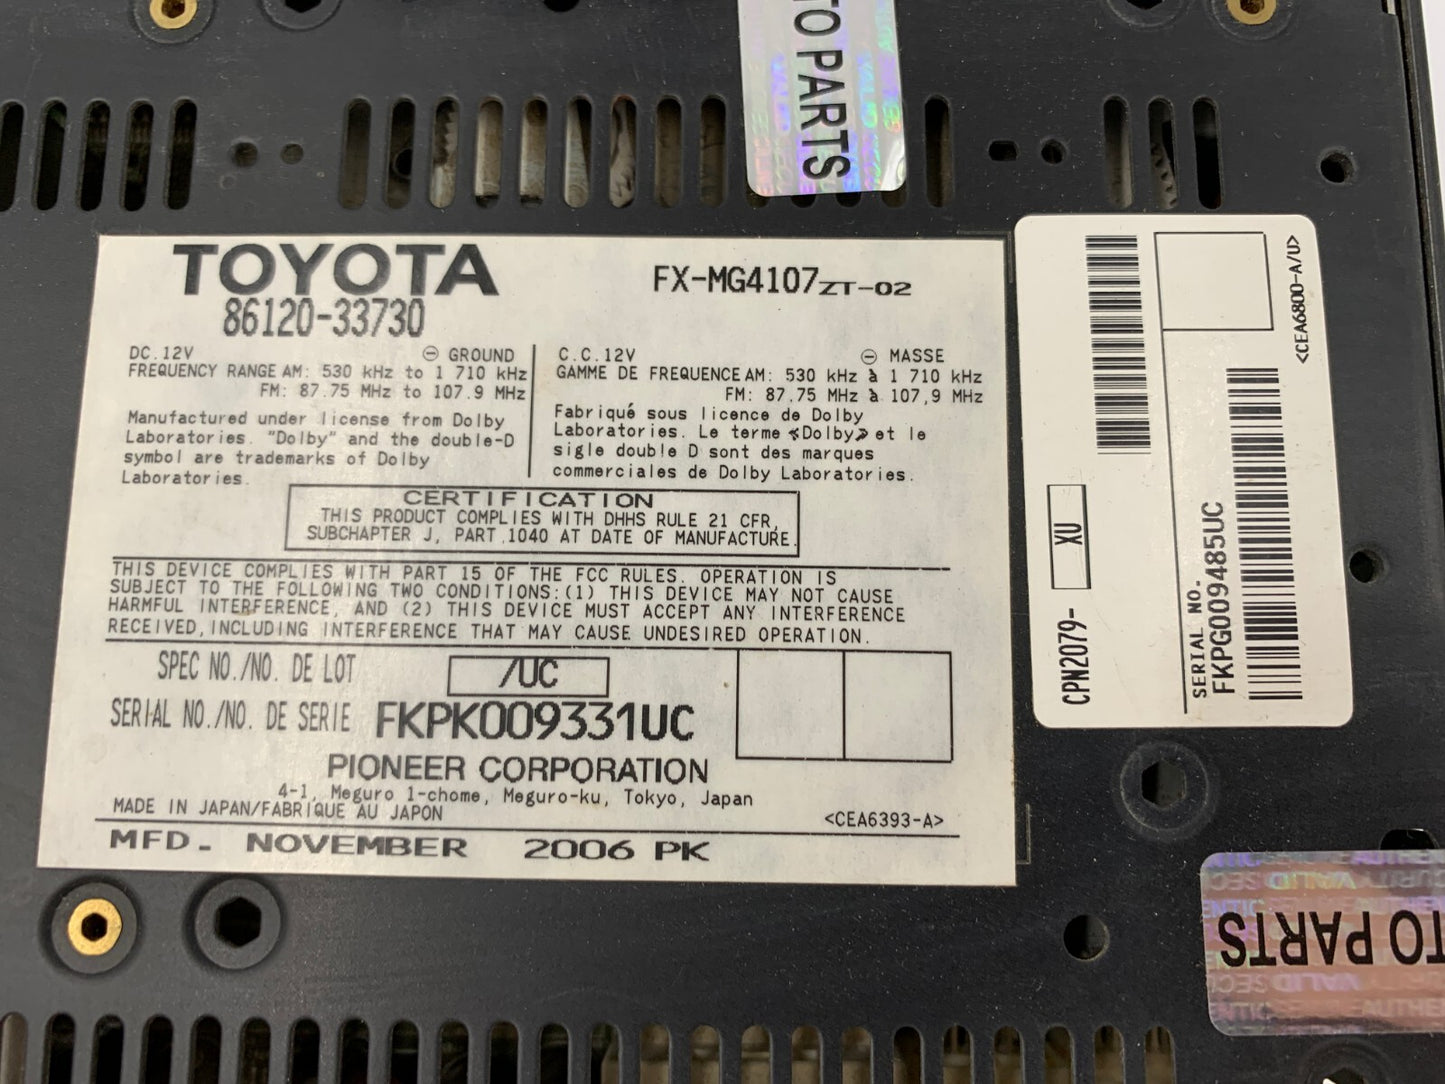 TO PARTS
TOYOTA
86120-33730
FX-MG4107ZT-02
DC.12V ⊖ GROUND
FREQUENCY RANGE AM: 530 kHz to 1 710 kHz
FM: 87.75 MHz to 107.9 MHz
Manufactured under license from Dolby
Laboratories. "Dolby" and the double-D
symbol are trademarks of Dolby
Laboratories.
C.C.12V ⊖ MASSE
GAMME DE FREQUENCE AM: 530 kHz à 1 710 kHz
FM: 87.75 MHz à 107,9 MHz
Fabriqué sous licence de Dolby
Laboratories. Le terme «Dolby» et le
sigle double D sont des marques
commerciales de Dolby Laboratories.
CERTIFICATION
THIS PRODUCT COMPLIES WITH DHHS RULE 21 CFR,
SUBCHAPTER J, PART 1040 AT DATE OF MANUFACTURE.
THIS DEVICE COMPLIES WITH PART 15 OF THE FCC RULES. OPERATION IS
SUBJECT TO THE FOLLOWING TWO CONDITIONS:(1) THIS DEVICE MAY NOT CAUSE
HARMFUL INTERFERENCE, AND (2) THIS DEVICE MUST ACCEPT ANY INTERFERENCE
RECEIVED, INCLUDING INTERFERENCE THAT MAY CAUSE UNDESIRED OPERATION.
SPEC NO./NO. DE LOT /UC
SERIAL NO./NO. DE SERIE FKPK009331UC
PIONEER CORPORATION
4-1, Meguro 1-chome, Meguro-ku, Tokyo, Japan
MADE IN JAPAN/FABRIQUE AU JAPON <CEA6393-A>
MFD. NOVEMBER 2006 PK
CPN2079- XU
SERIAL NO.
FKPG009485UC
<CEA6800-A/U>
TO PARTS